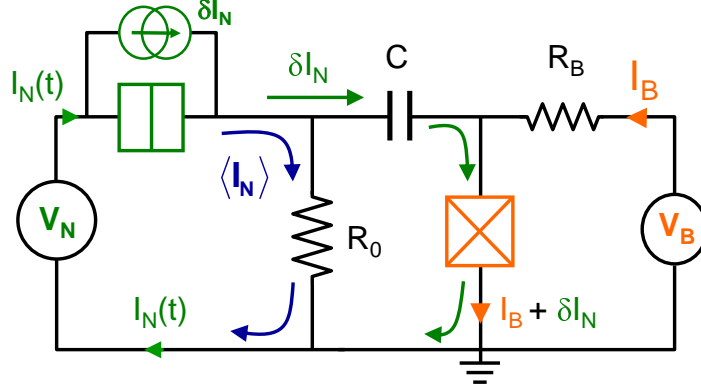 δI_N
I_N(t)
δI_N
C
R_B
I_B
⟨I_N⟩
V_N
R_0
V_B
I_N(t)
I_B + δI_N